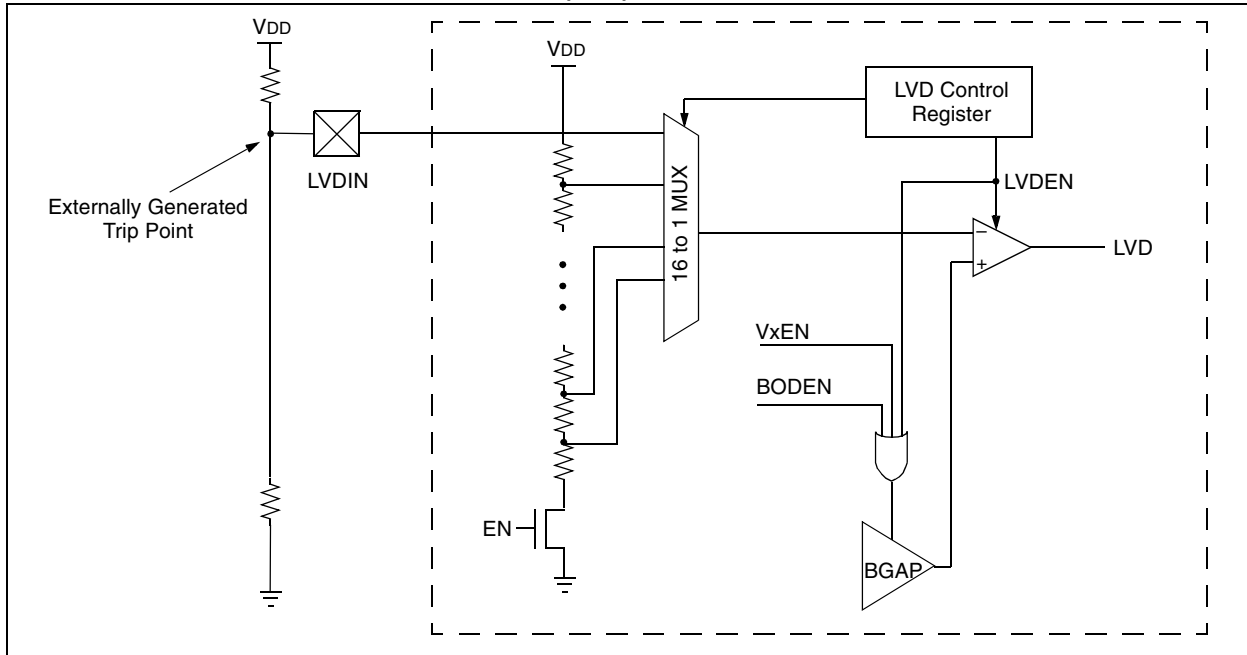 VDD
VDD
LVD Control
Register
LVDIN
Externally Generated
Trip Point
16 to 1 MUX
LVDEN
–
+
LVD
VxEN
BODEN
EN
BGAP